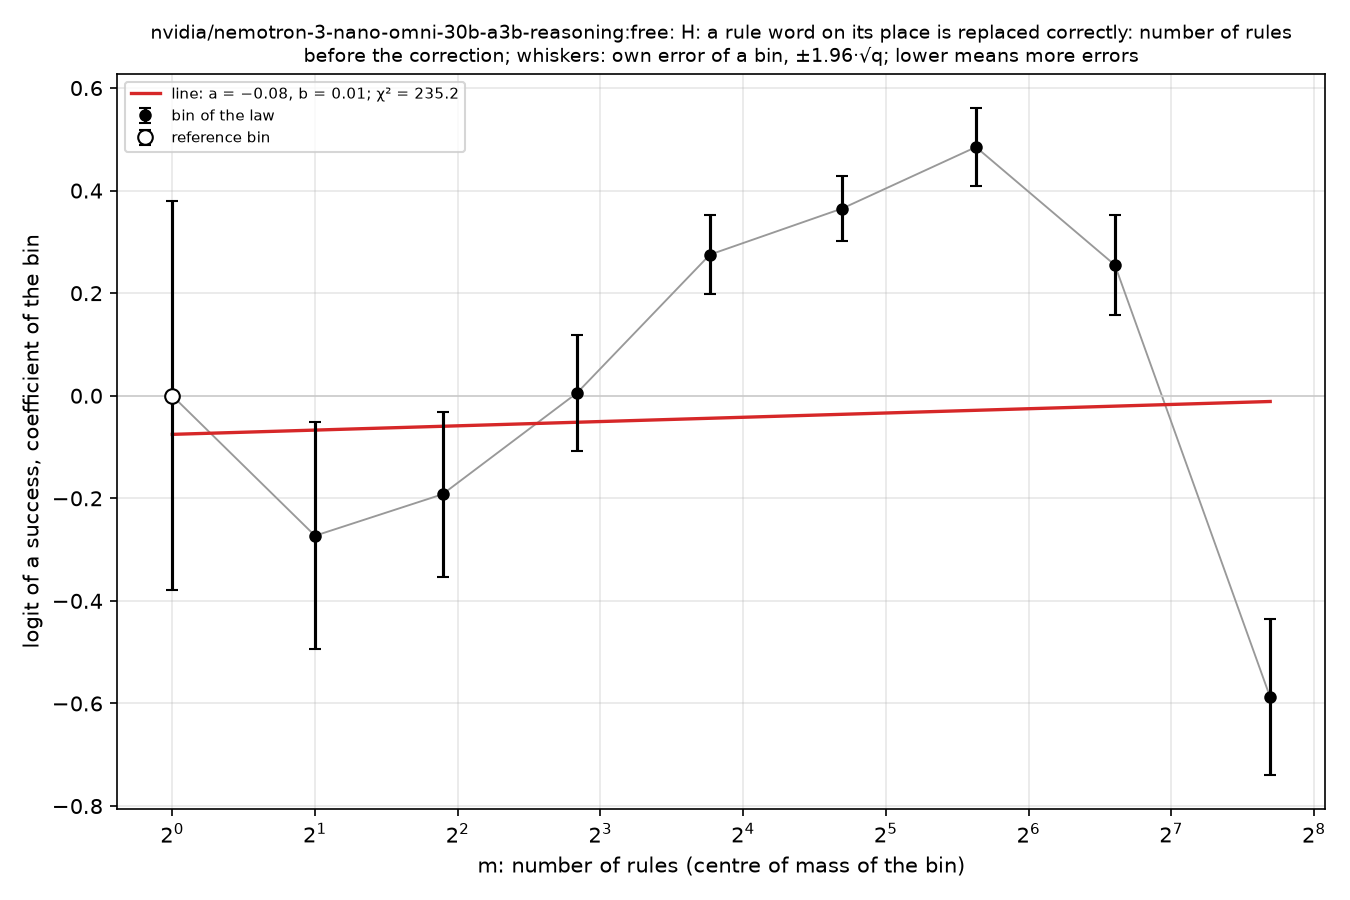 nvidia/nemotron-3-nano-omni-30b-a3b-reasoning:free: H: a rule word on its place is replaced correctly: number of rules
before the correction; whiskers: own error of a bin, ±1.96·√q; lower means more errors
line: a = −0.08, b = 0.01; χ² = 235.2
bin of the law
reference bin
logit of a success, coefficient of the bin
0.6
0.4
0.2
0.0
−0.2
−0.4
−0.6
−0.8
2⁰ 2¹ 2² 2³ 2⁴ 2⁵ 2⁶ 2⁷ 2⁸
m: number of rules (centre of mass of the bin)